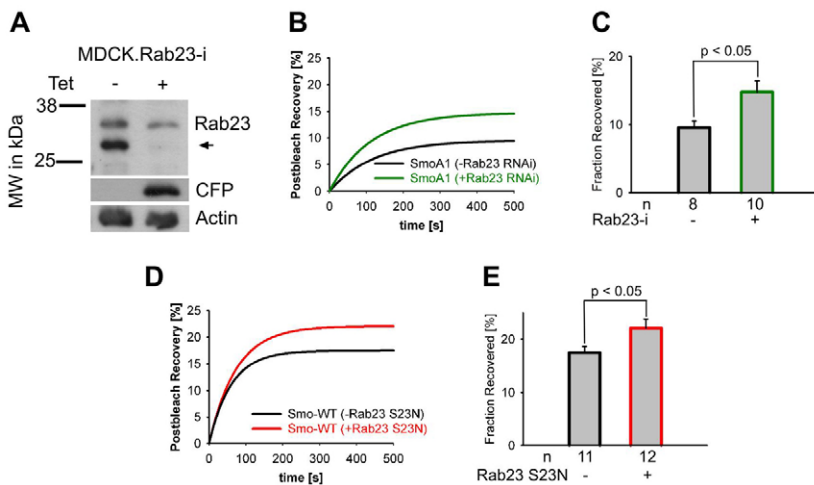 A
MDCK.Rab23-i
Tet - +
38
Rab23
25
CFP
Actin
MW in kDa
B
Postbleach Recovery [%]
25
20
15
10
5
0
SmoA1 (-Rab23 RNAi)
SmoA1 (+Rab23 RNAi)
0 100 200 300 400 500
time [s]
C
Fraction Recovered [%]
p < 0.05
20
10
0
n 8 10
Rab23-i - +
D
Postbleach Recovery [%]
25
20
15
10
5
0
Smo-WT (-Rab23 S23N)
Smo-WT (+Rab23 S23N)
0 100 200 300 400 500
time [s]
E
Fraction Recovered [%]
p < 0.05
20
10
0
n 11 12
Rab23 S23N - +